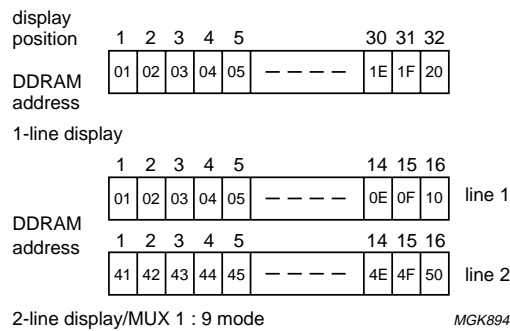 display
position 1 2 3 4 5 30 31 32
DDRAM
address 01 02 03 04 05 1E 1F 20
1-line display
1 2 3 4 5 14 15 16
01 02 03 04 05 0E 0F 10 line 1
DDRAM
address
1 2 3 4 5 14 15 16
41 42 43 44 45 4E 4F 50 line 2
2-line display/MUX 1 : 9 mode MGK894